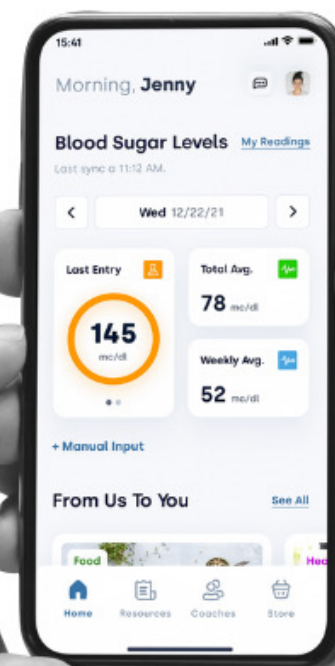 15:41
Morning, Jenny
Blood Sugar Levels My Readings
Last sync a 11:12 AM.
Wed 12/22/21
Last Entry
145
mc/dl
Total Avg.
78 mc/dl
Weekly Avg.
52 mc/dl
+ Manual Input
From Us To You See All
Food
Hec
Home Resources Coaches Store